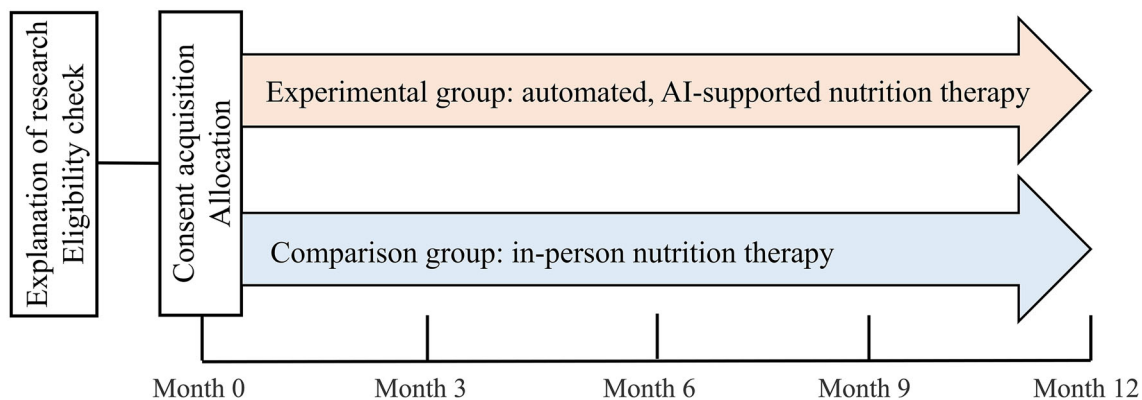 Explanation of research
Eligibility check
Consent acquisition
Allocation
Experimental group: automated, AI-supported nutrition therapy
Comparison group: in-person nutrition therapy
Month 0
Month 3
Month 6
Month 9
Month 12